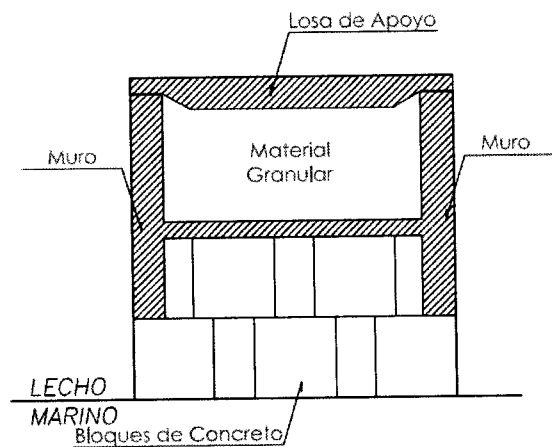 Losa de Apoyo
Muro
Material
Granular
Muro
LECHO
MARINO
Bloques de Concreto